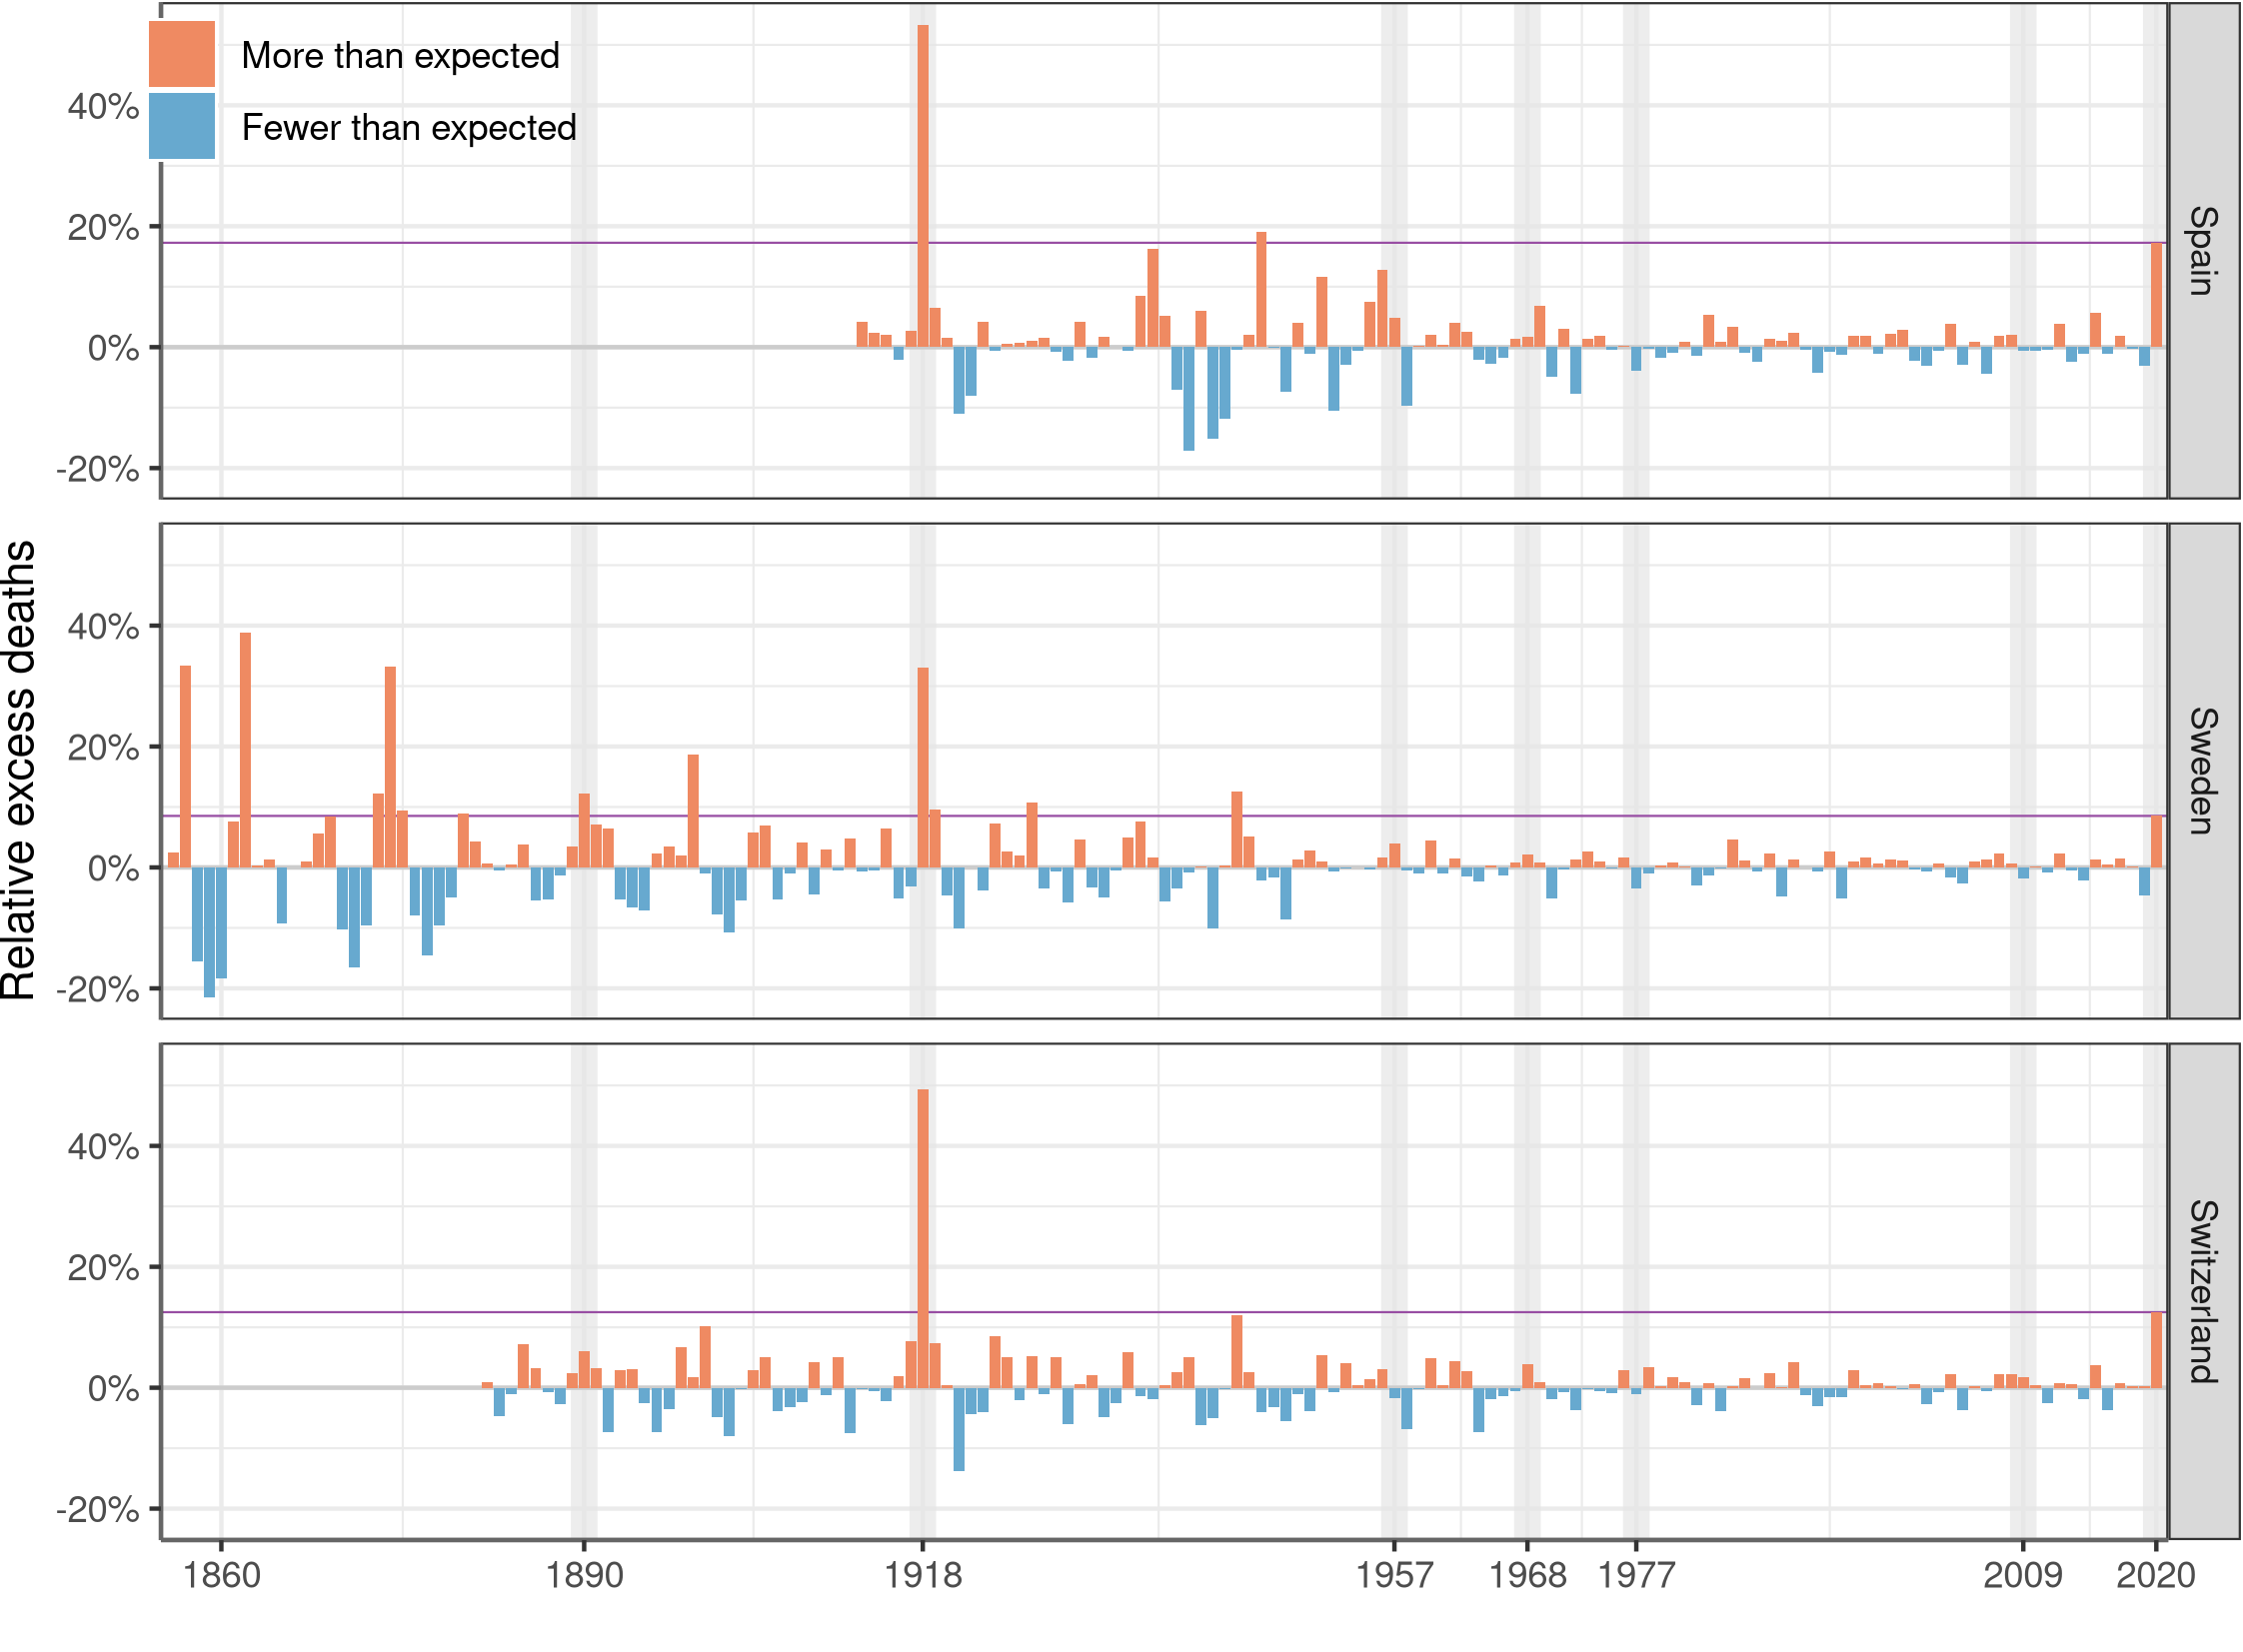 More than expected
Fewer than expected
40%
20%
0%
-20%
Spain
Relative excess deaths
40%
20%
0%
-20%
Sweden
40%
20%
0%
-20%
Switzerland
1860 1890 1918 1957 1968 1977 2009 2020